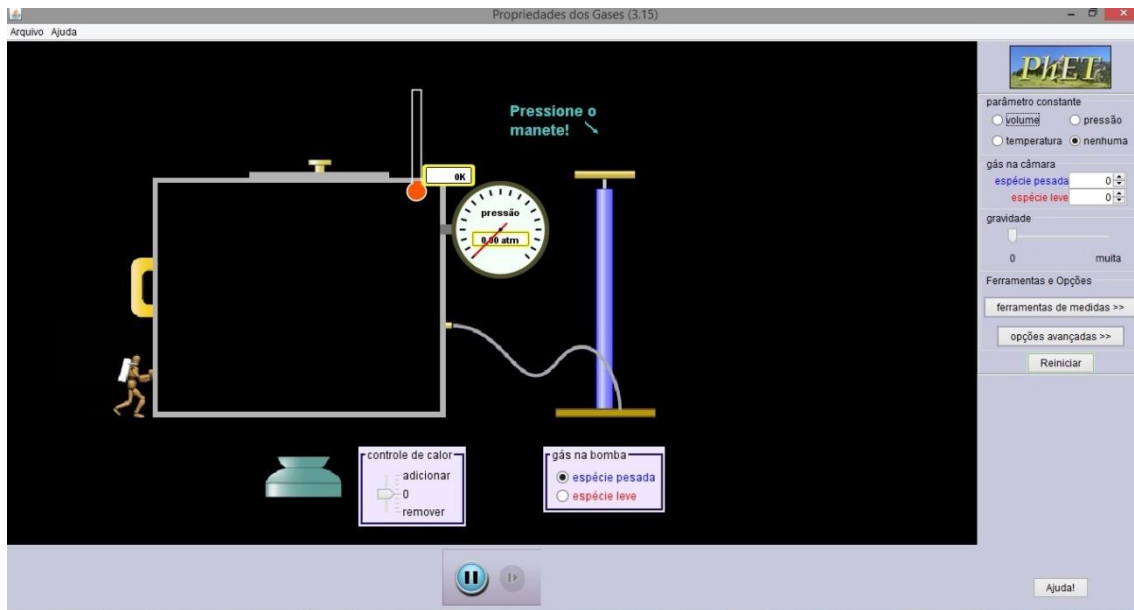 Propriedades dos Gases (3.15)
Arquivo Ajuda
Pressione o
manete!
0K
pressão
0,00 atm
controle de calor
adicionar
0
remover
gás na bomba
espécie pesada
espécie leve
PhET
parâmetro constante
volume pressão
temperatura nenhuma
gás na câmara
espécie pesada 0
espécie leve 0
gravidade
0 muita
Ferramentas e Opções
ferramentas de medidas >>
opções avançadas >>
Reiniciar
Ajuda!